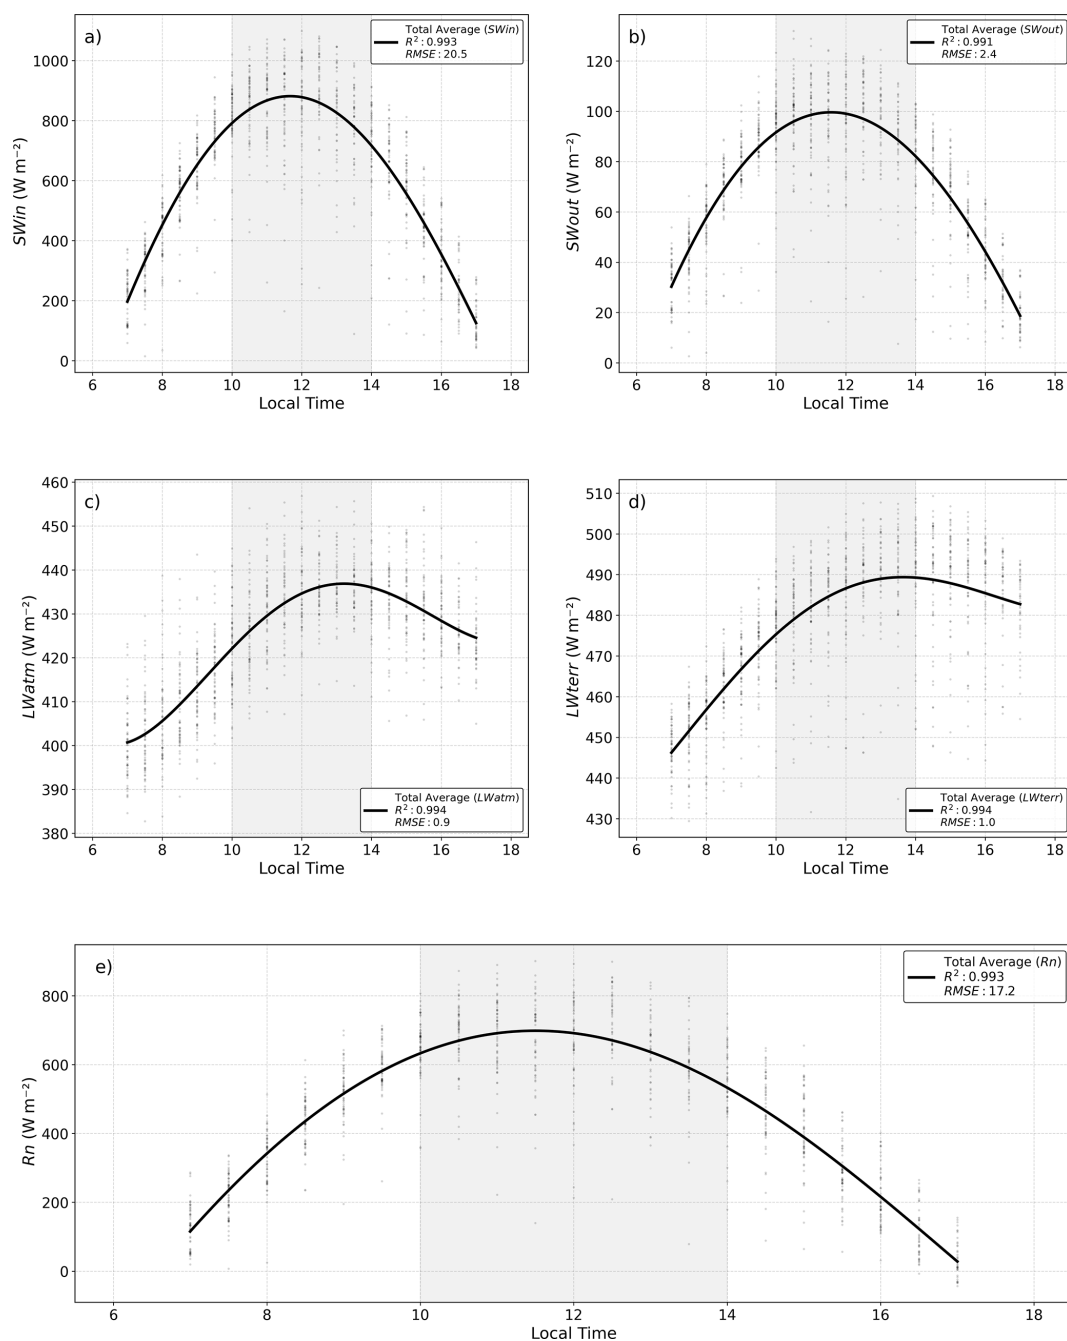 a)
Total Average (SWin)
R² : 0.993
RMSE : 20.5
SWin (W m⁻²)
1000
800
600
400
200
0
6 8 10 12 14 16 18
Local Time
b)
Total Average (SWout)
R² : 0.991
RMSE : 2.4
SWout (W m⁻²)
120
100
80
60
40
20
0
6 8 10 12 14 16 18
Local Time
c)
LWatm (W m⁻²)
460
450
440
430
420
410
400
390
380
Total Average (LWatm)
R² : 0.994
RMSE : 0.9
6 8 10 12 14 16 18
Local Time
d)
LWterr (W m⁻²)
510
500
490
480
470
460
450
440
430
Total Average (LWterr)
R² : 0.994
RMSE : 1.0
6 8 10 12 14 16 18
Local Time
e)
Total Average (Rn)
R² : 0.993
RMSE : 17.2
Rn (W m⁻²)
800
600
400
200
0
6 8 10 12 14 16 18
Local Time